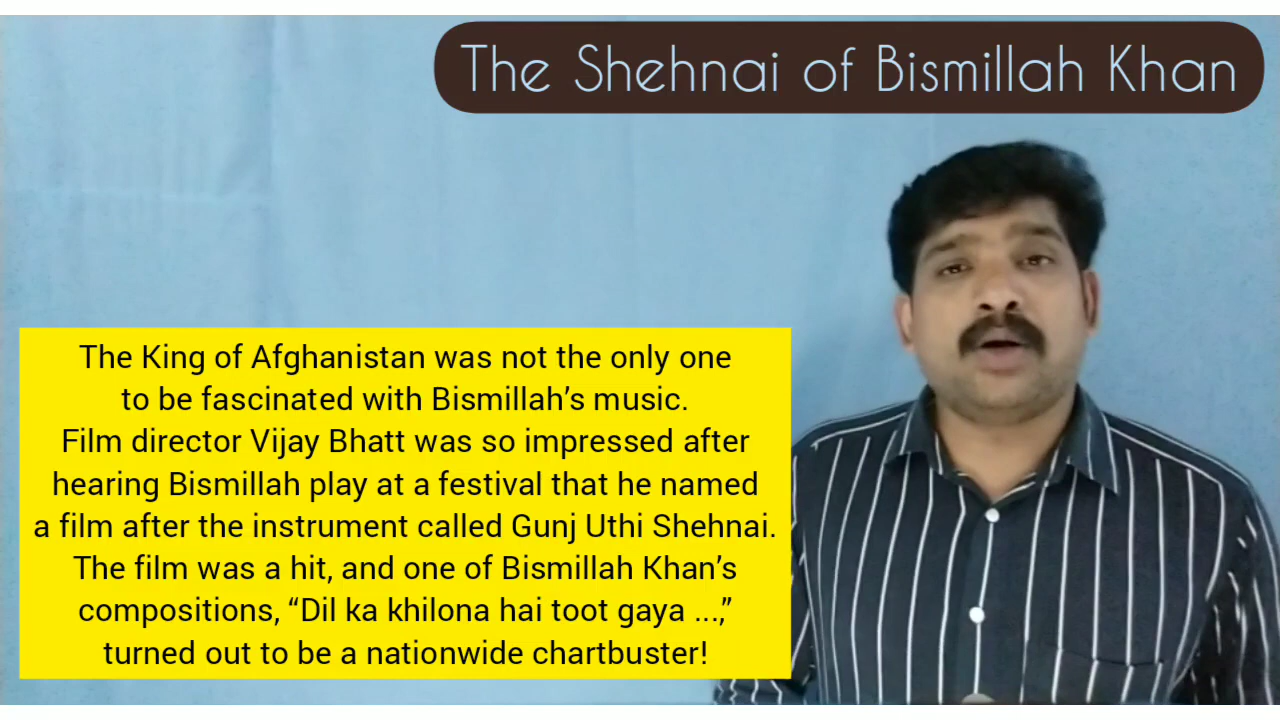 The Shehnai of Bismillah Khan
The King of Afghanistan was not the only one
to be fascinated with Bismillah’s music.
Film director Vijay Bhatt was so impressed after
hearing Bismillah play at a festival that he named
a film after the instrument called Gunj Uthi Shehnai.
The film was a hit, and one of Bismillah Khan’s
compositions, “Dil ka khilona hai toot gaya ...,”
turned out to be a nationwide chartbuster!